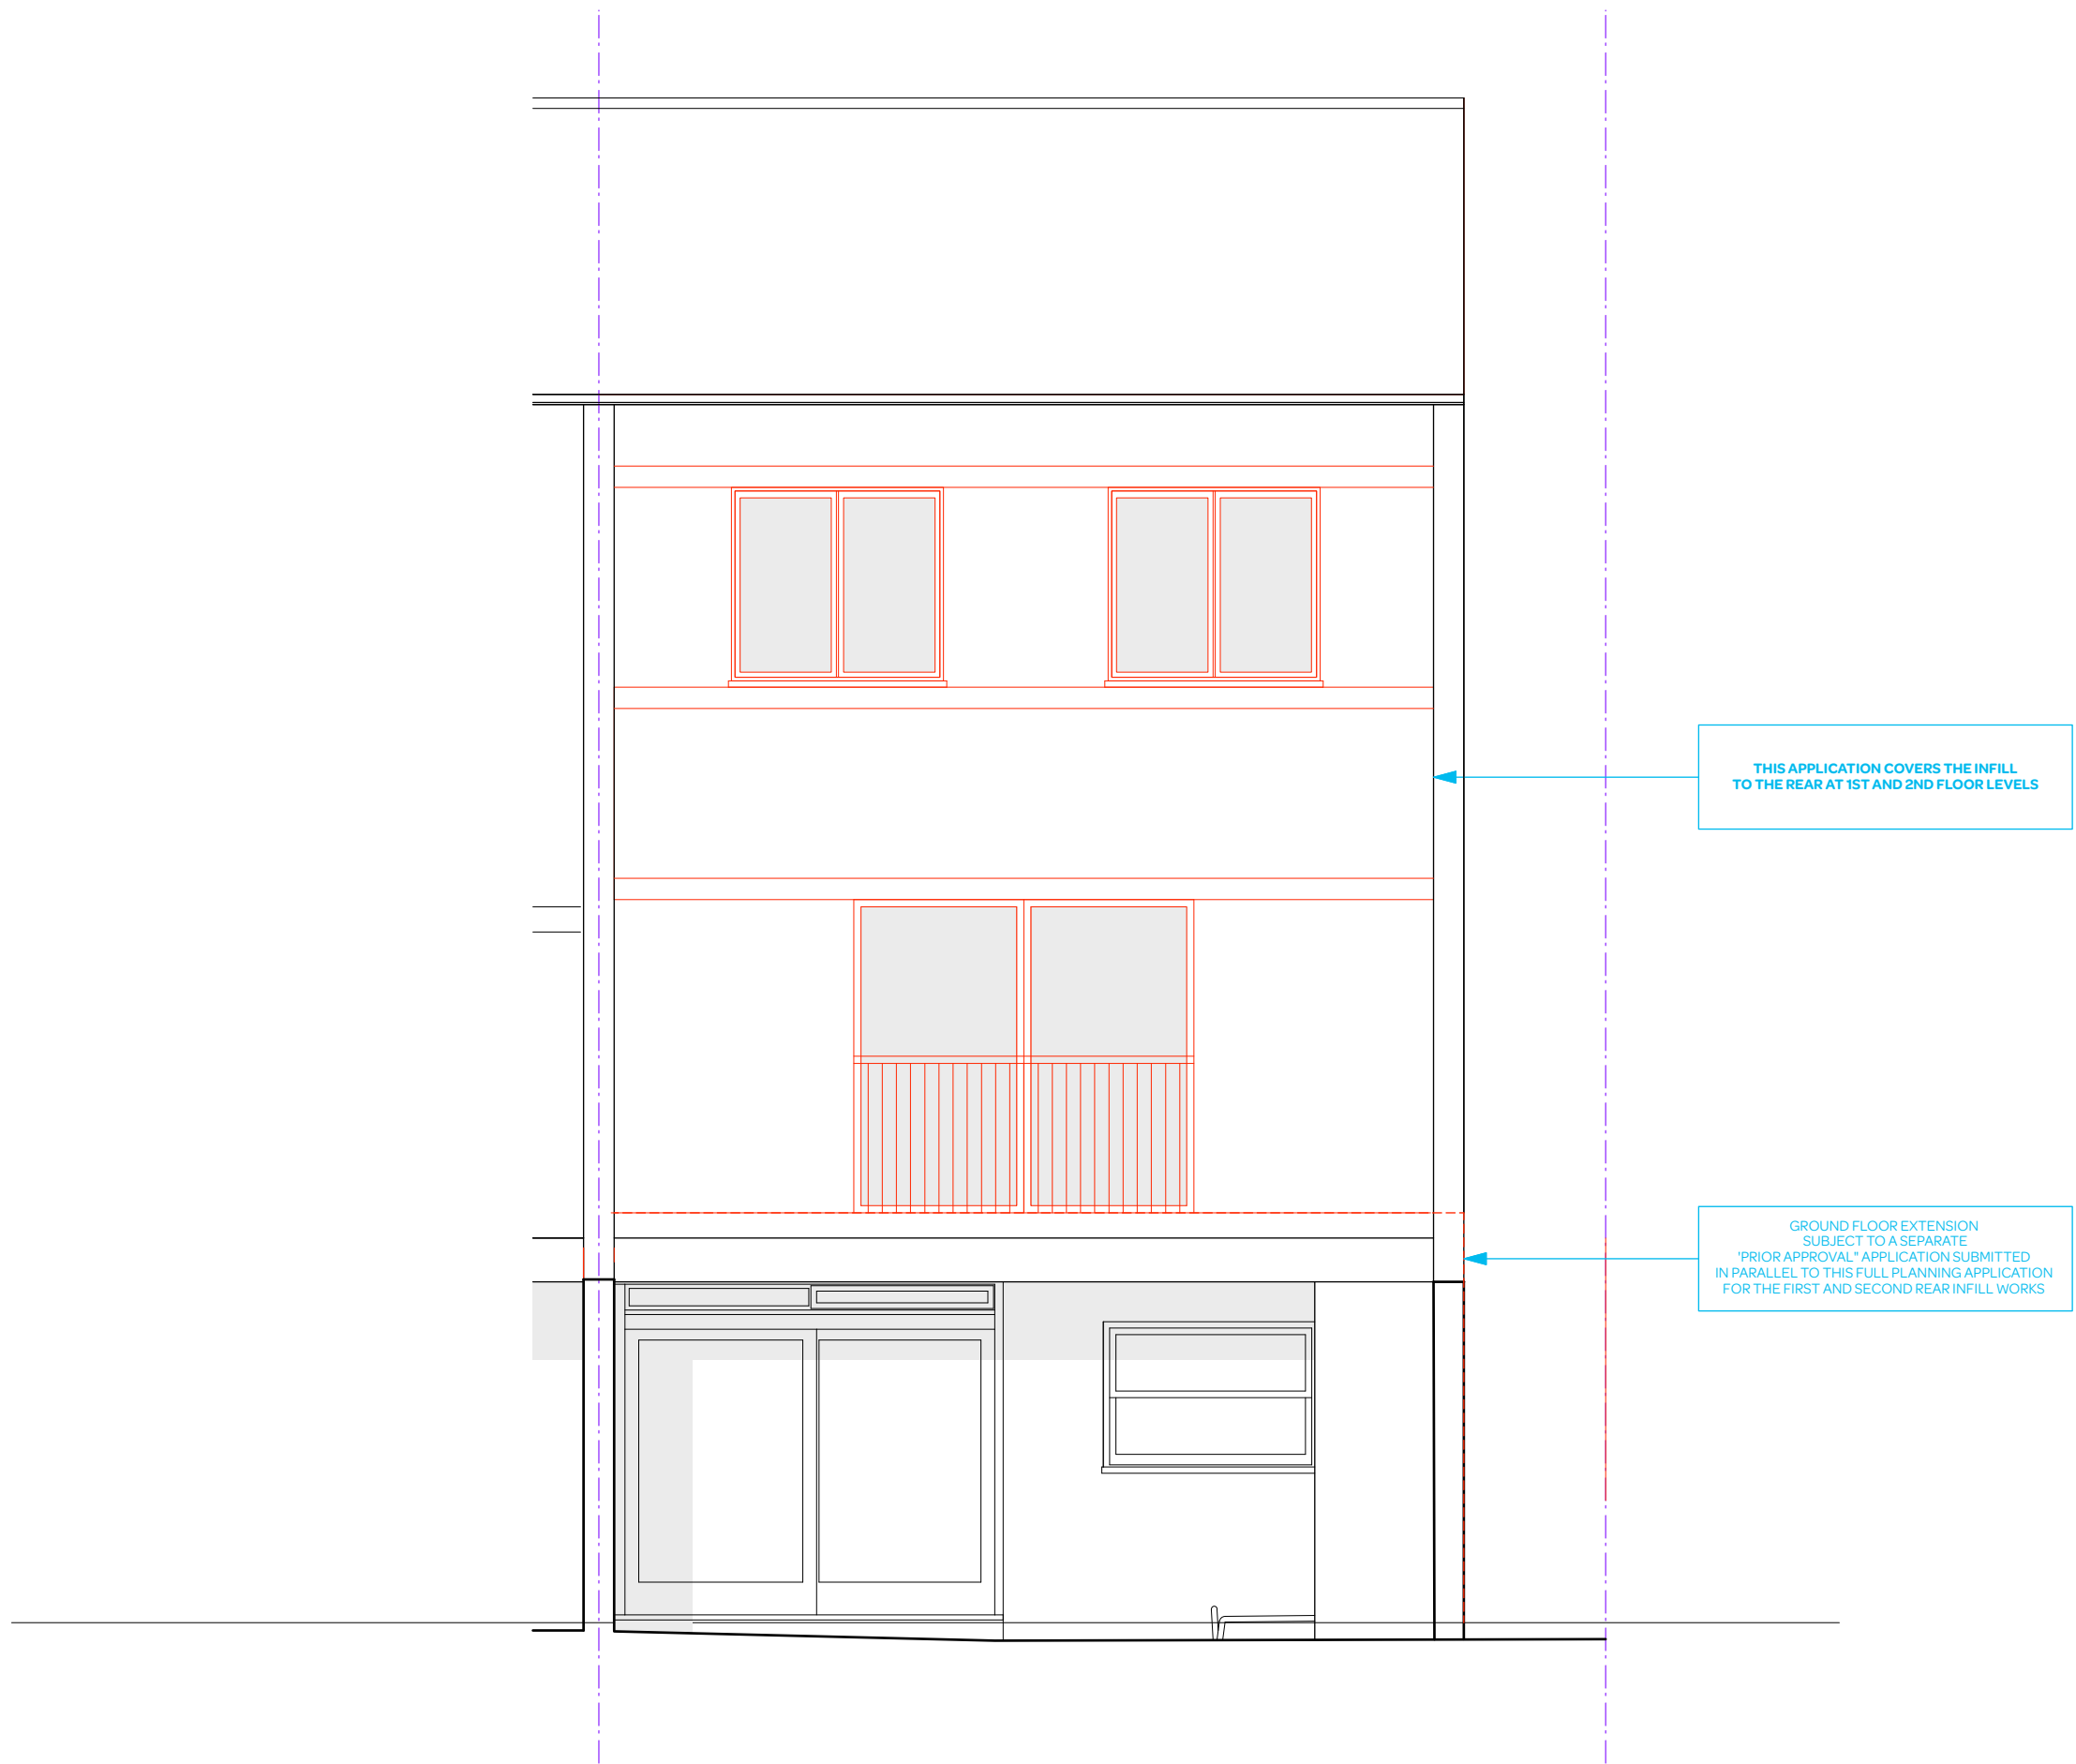 THIS APPLICATION COVERS THE INFILL
TO THE REAR AT 1ST AND 2ND FLOOR LEVELS
GROUND FLOOR EXTENSION
SUBJECT TO A SEPARATE
'PRIOR APPROVAL" APPLICATION SUBMITTED
IN PARALLEL TO THIS FULL PLANNING APPLICATION
FOR THE FIRST AND SECOND REAR INFILL WORKS